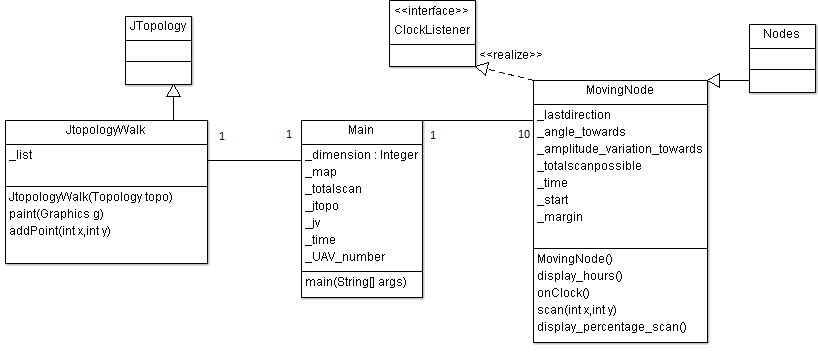 JTopology
<<interface>>
ClockListener
<<realize>>
Nodes
JtopologyWalk
_list
JtopologyWalk(Topology topo)
paint(Graphics g)
addPoint(int x,int y)
1
1
Main
_dimension : Integer
_map
_totalscan
_jtopo
_jv
_time
_UAV_number
main(String[] args)
1
10
MovingNode
_lastdirection
_angle_towards
_amplitude_variation_towards
_totalscanpossible
_time
_start
_margin
MovingNode()
display_hours()
onClock()
scan(int x,int y)
display_percentage_scan()